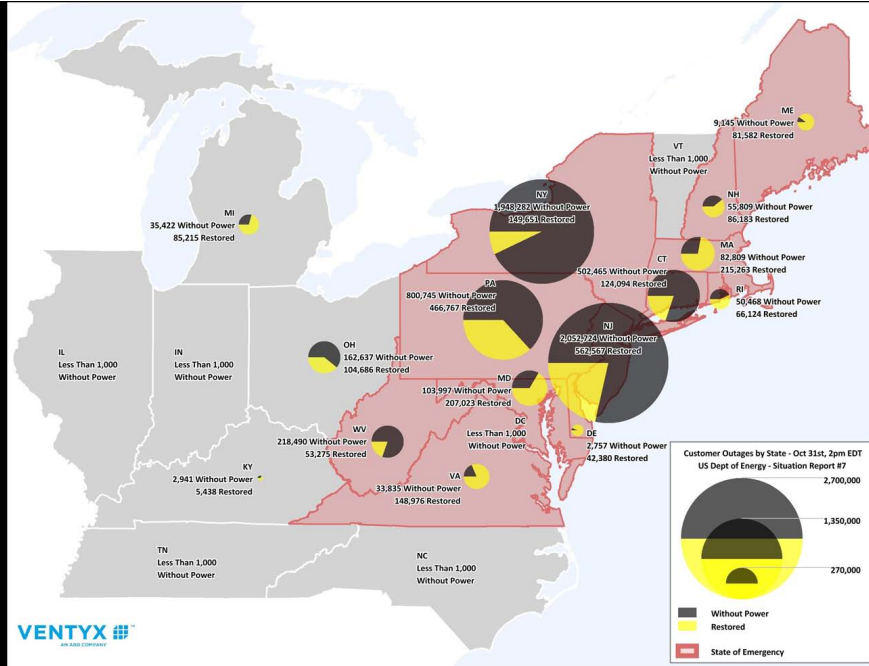 ME
9,145 Without Power
81,582 Restored
VT
Less Than 1,000
Without Power
NH
55,809 Without Power
86,183 Restored
NY
1,948,282 Without Power
149,651 Restored
MI
35,422 Without Power
85,215 Restored
MA
82,809 Without Power
215,263 Restored
CT
502,465 Without Power
124,094 Restored
RI
50,468 Without Power
66,124 Restored
PA
800,745 Without Power
466,767 Restored
NJ
2,052,724 Without Power
562,567 Restored
OH
162,637 Without Power
104,686 Restored
IL
Less Than 1,000
Without Power
IN
Less Than 1,000
Without Power
MD
103,997 Without Power
207,023 Restored
DC
Less Than 1,000
Without Power
DE
2,757 Without Power
42,380 Restored
WV
218,490 Without Power
53,275 Restored
KY
2,941 Without Power
5,438 Restored
VA
33,835 Without Power
148,976 Restored
TN
Less Than 1,000
Without Power
NC
Less Than 1,000
Without Power
Customer Outages by State - Oct 31st, 2pm EDT
US Dept of Energy - Situation Report #7
2,700,000
1,350,000
270,000
Without Power
Restored
State of Emergency
VENTYX
AN ABB COMPANY